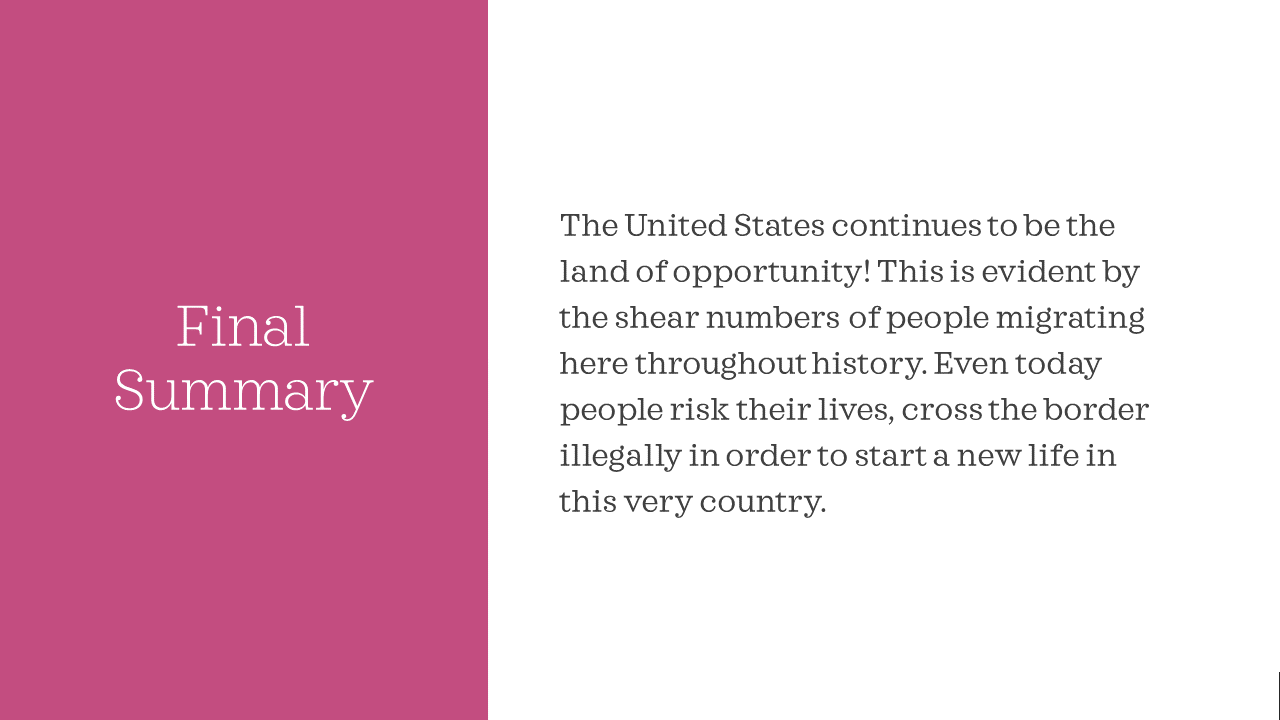 Final
Summary
The United States continues to be the
land of opportunity! This is evident by
the shear numbers of people migrating
here throughout history. Even today
people risk their lives, cross the border
illegally in order to start a new life in
this very country.